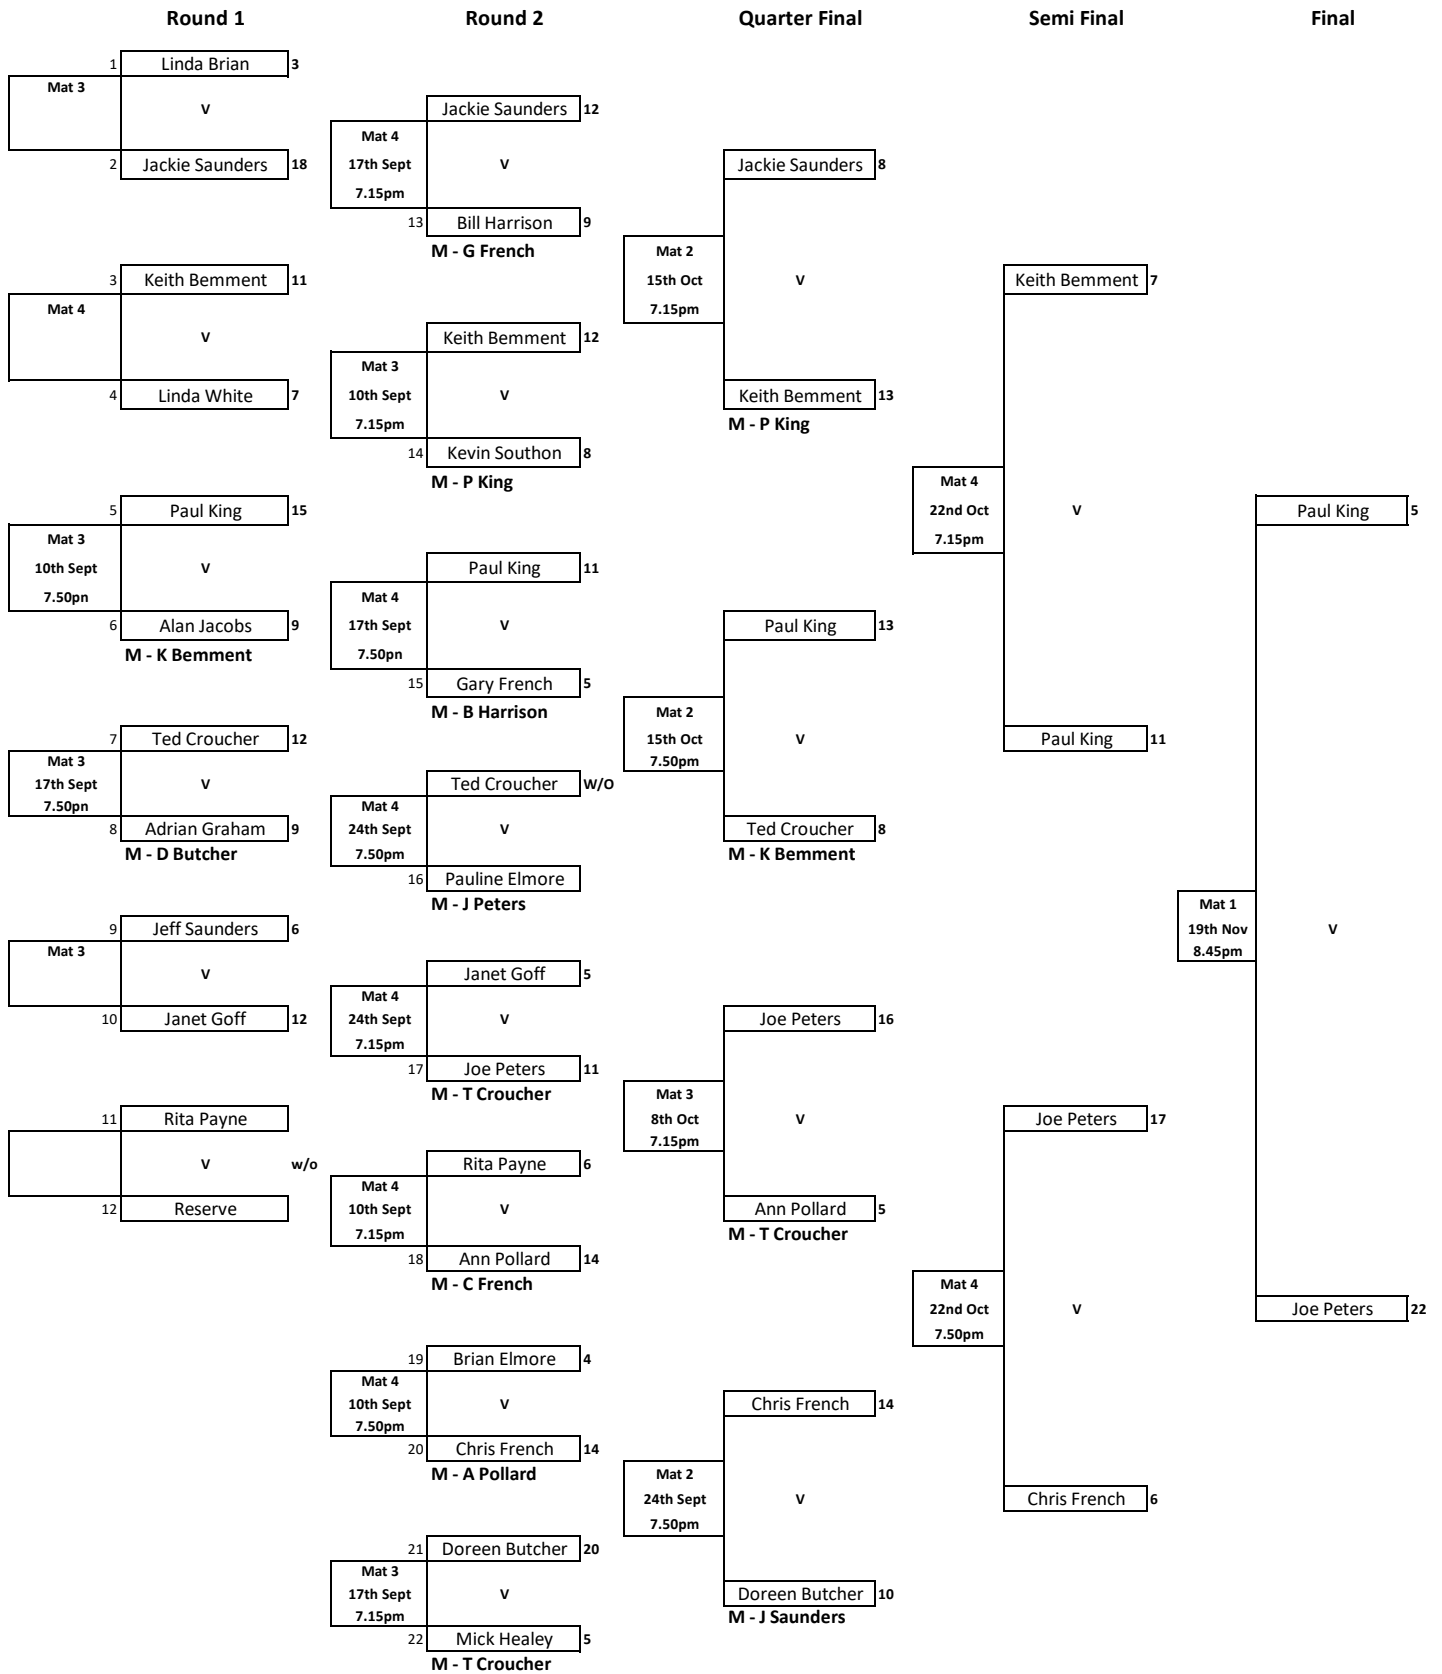 Round 1
Round 2
Quarter Final
Semi Final
Final
1 Linda Brian 3
Mat 3
V
2 Jackie Saunders 18
3 Keith Bemment 11
Mat 4
V
4 Linda White 7
5 Paul King 15
Mat 3
10th Sept V
7.50pn
6 Alan Jacobs 9
M - K Bemment
7 Ted Croucher 12
Mat 3
17th Sept V
7.50pn
8 Adrian Graham 9
M - D Butcher
9 Jeff Saunders 6
Mat 3
V
10 Janet Goff 12
11 Rita Payne
V w/o
12 Reserve
Jackie Saunders 12
Mat 4
17th Sept V
7.15pm
13 Bill Harrison 9
M - G French
Keith Bemment 12
Mat 3
10th Sept V
7.15pm
14 Kevin Southon 8
M - P King
Paul King 11
Mat 4
17th Sept V
7.50pn
15 Gary French 5
M - B Harrison
Ted Croucher W/O
Mat 4
24th Sept V
7.50pm
16 Pauline Elmore
M - J Peters
Janet Goff 5
Mat 4
24th Sept V
7.15pm
17 Joe Peters 11
M - T Croucher
Rita Payne 6
Mat 4
10th Sept V
7.15pm
18 Ann Pollard 14
M - C French
19 Brian Elmore 4
Mat 4
10th Sept V
7.50pm
20 Chris French 14
M - A Pollard
21 Doreen Butcher 20
Mat 3
17th Sept V
7.15pm
22 Mick Healey 5
M - T Croucher
Jackie Saunders 8
Mat 2
15th Oct V
7.15pm
Keith Bemment 13
M - P King
Paul King 13
Mat 2
15th Oct V
7.50pm
Ted Croucher 8
M - K Bemment
Joe Peters 16
Mat 3
8th Oct V
7.15pm
Ann Pollard 5
M - T Croucher
Chris French 14
Mat 2
24th Sept V
7.50pm
Doreen Butcher 10
M - J Saunders
Keith Bemment 7
Mat 4
22nd Oct V
7.15pm
Paul King 11
Joe Peters 17
Mat 4
22nd Oct V
7.50pm
Chris French 6
Paul King 5
Mat 1
19th Nov V
8.45pm
Joe Peters 22